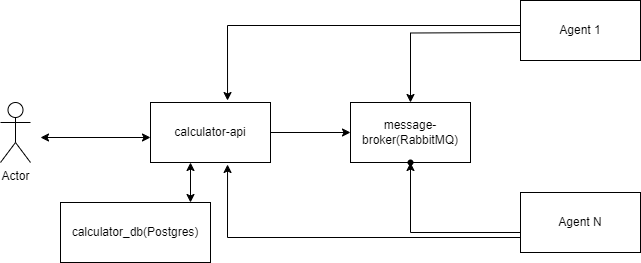 Agent 1
calculator-api
message-
broker(RabbitMQ)
Actor
calculator_db(Postgres)
Agent N